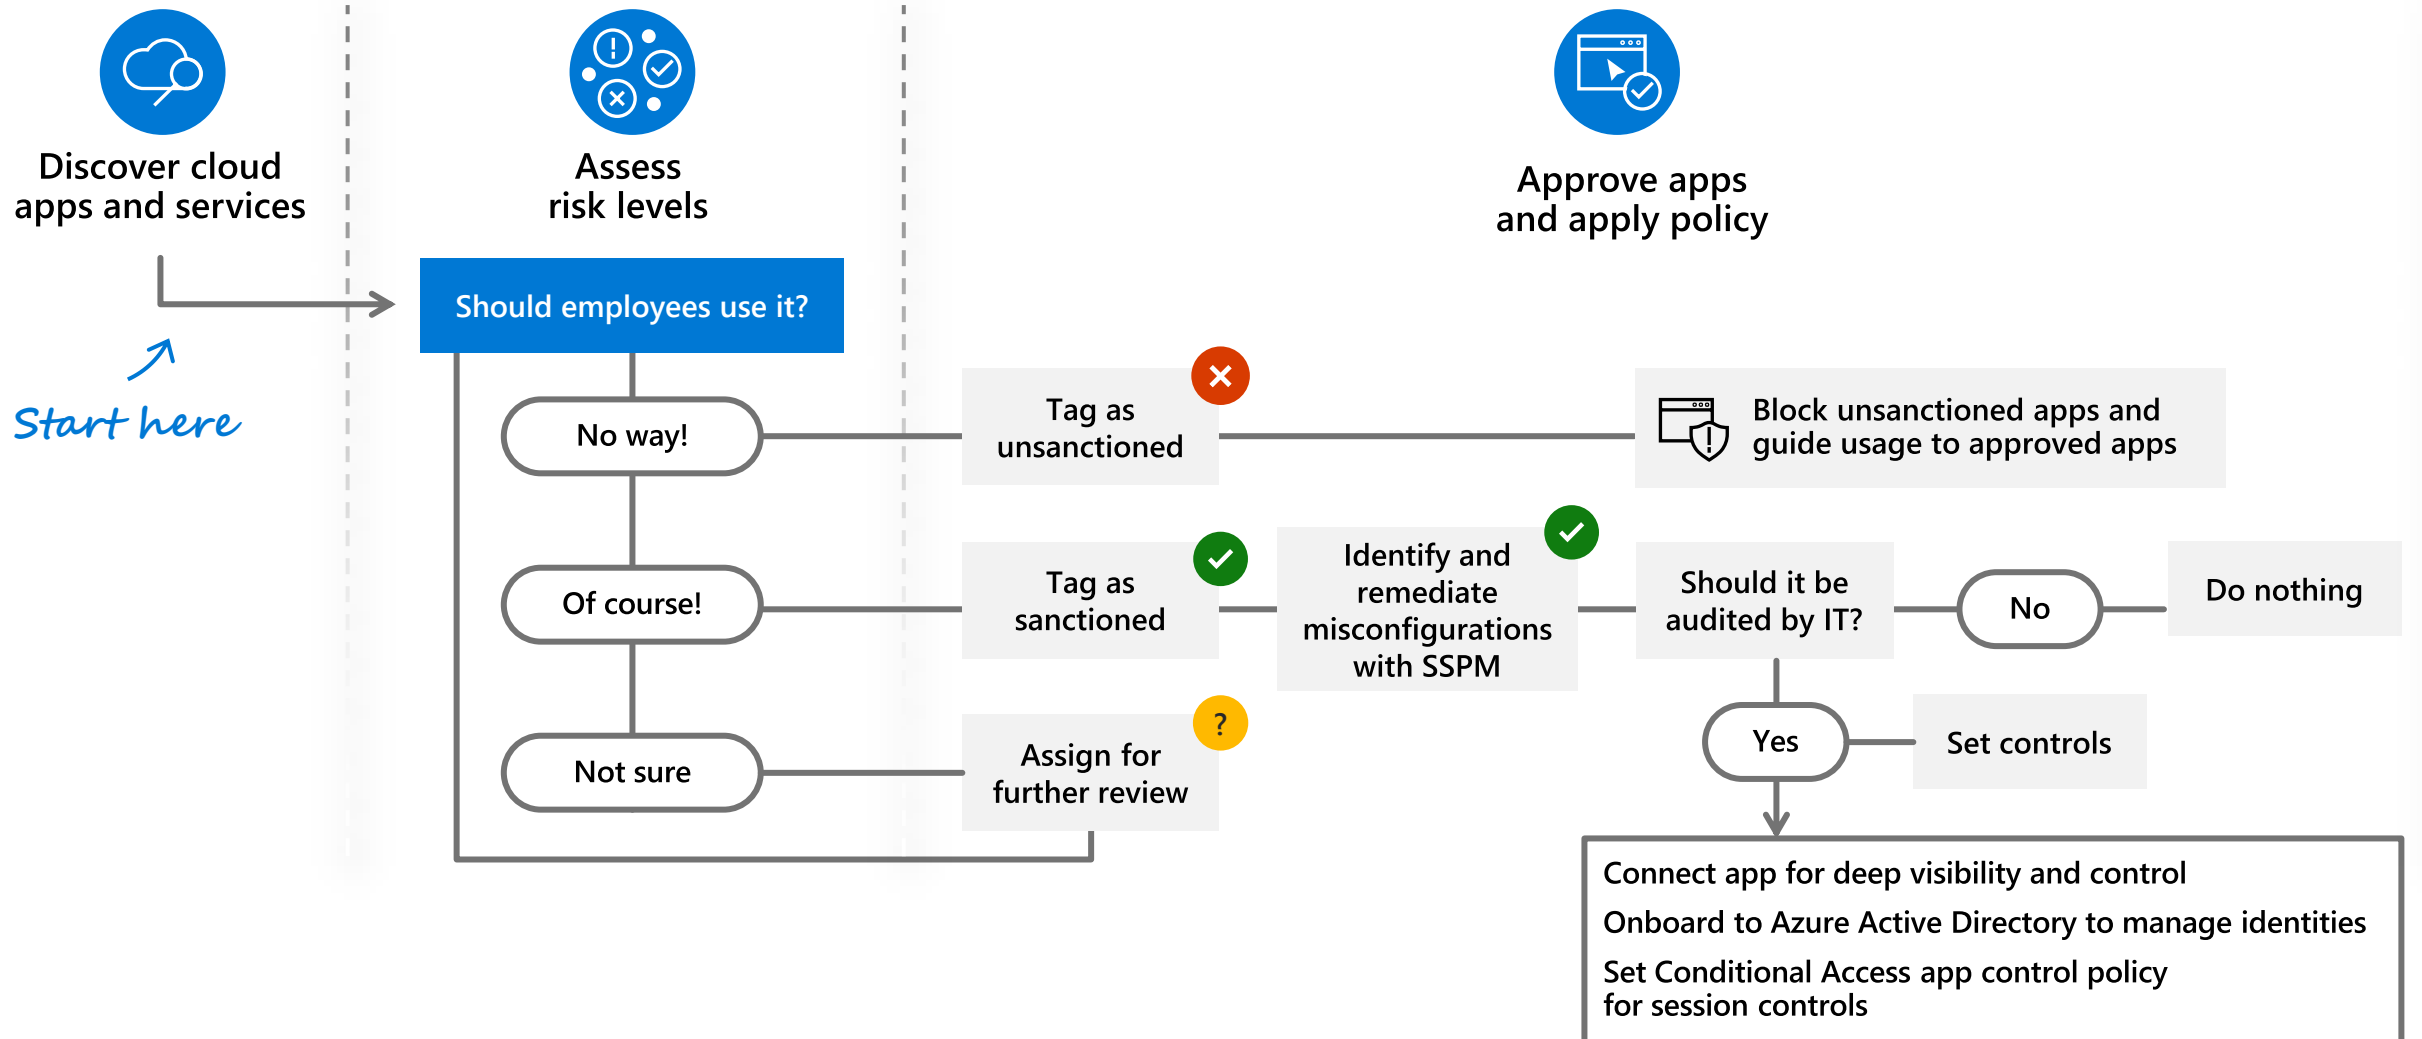 Discover cloud
apps and services
Assess
risk levels
Approve apps
and apply policy
Start here
Should employees use it?
No way!
Tag as
unsanctioned
Block unsanctioned apps and
guide usage to approved apps
Of course!
Tag as
sanctioned
Identify and
remediate
misconfigurations
with SSPM
Should it be
audited by IT?
No
Do nothing
Yes
Set controls
Not sure
Assign for
further review
?
Connect app for deep visibility and control
Onboard to Azure Active Directory to manage identities
Set Conditional Access app control policy
for session controls